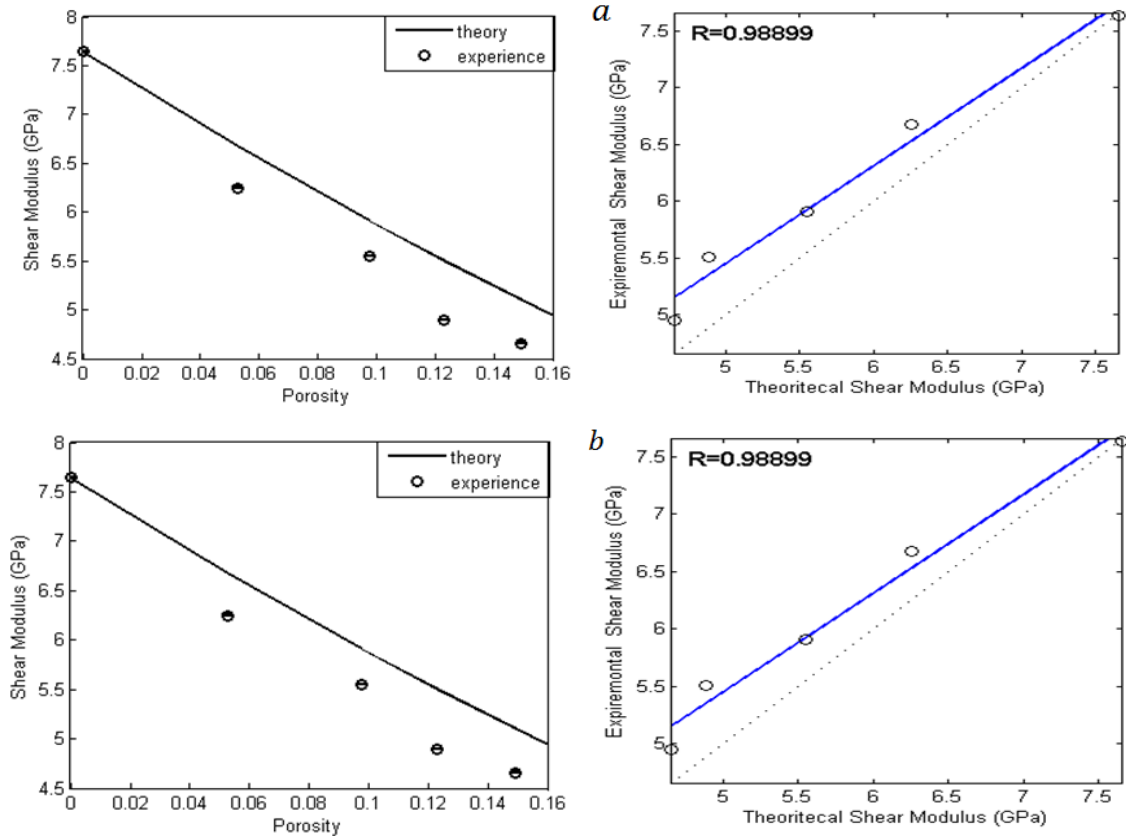 a
theory
experience
8
7.5
7
6.5
6
5.5
5
4.5
Shear Modulus (GPa)
0 0.02 0.04 0.06 0.08 0.1 0.12 0.14 0.16
Porosity
R=0.98899
7.5
7
6.5
6
5.5
5
Expiremontal Shear Modulus (GPa)
5 5.5 6 6.5 7 7.5
Theoritecal Shear Modulus (GPa)
b
theory
experience
8
7.5
7
6.5
6
5.5
5
4.5
Shear Modulus (GPa)
0 0.02 0.04 0.06 0.08 0.1 0.12 0.14 0.16
Porosity
R=0.98899
7.5
7
6.5
6
5.5
5
Expiremontal Shear Modulus (GPa)
5 5.5 6 6.5 7 7.5
Theoritecal Shear Modulus (GPa)